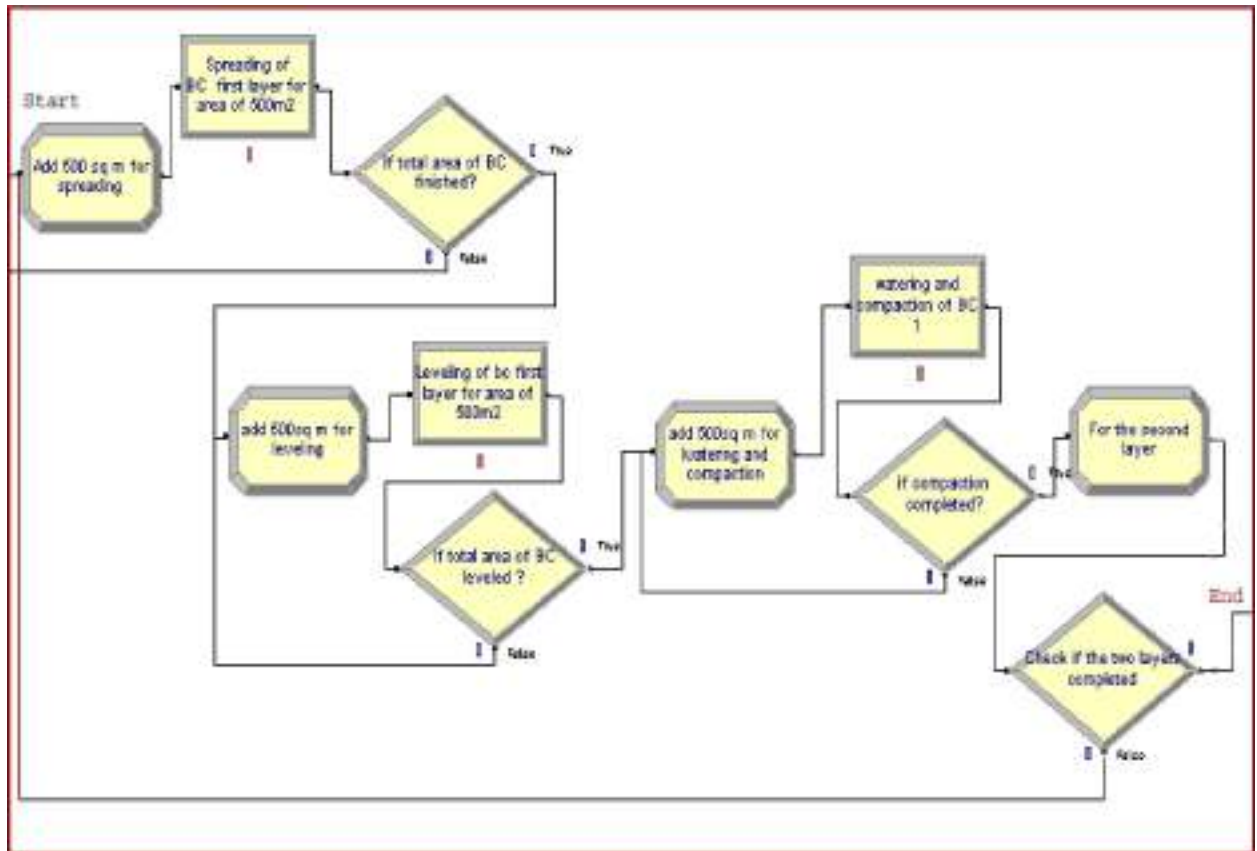 Start
Add 500 sq m for
spreading
Spreading of
BC first layer for
area of 500m2
If total area of BC
finished?
True
False
add 500sq m for
leveling
Leveling of bc first
layer for area of
500m2
If total area of BC
leveled ?
True
False
add 500sq m for
and
compaction
watering and
compaction of BC
1
if compaction
completed?
True
False
For the second
layer
Check if the two layers
completed
False
End